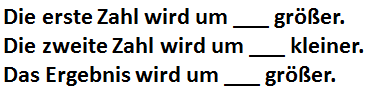 Die erste Zahl wird um ___ größer.
Die zweite Zahl wird um ___ kleiner.
Das Ergebnis wird um ___ größer.